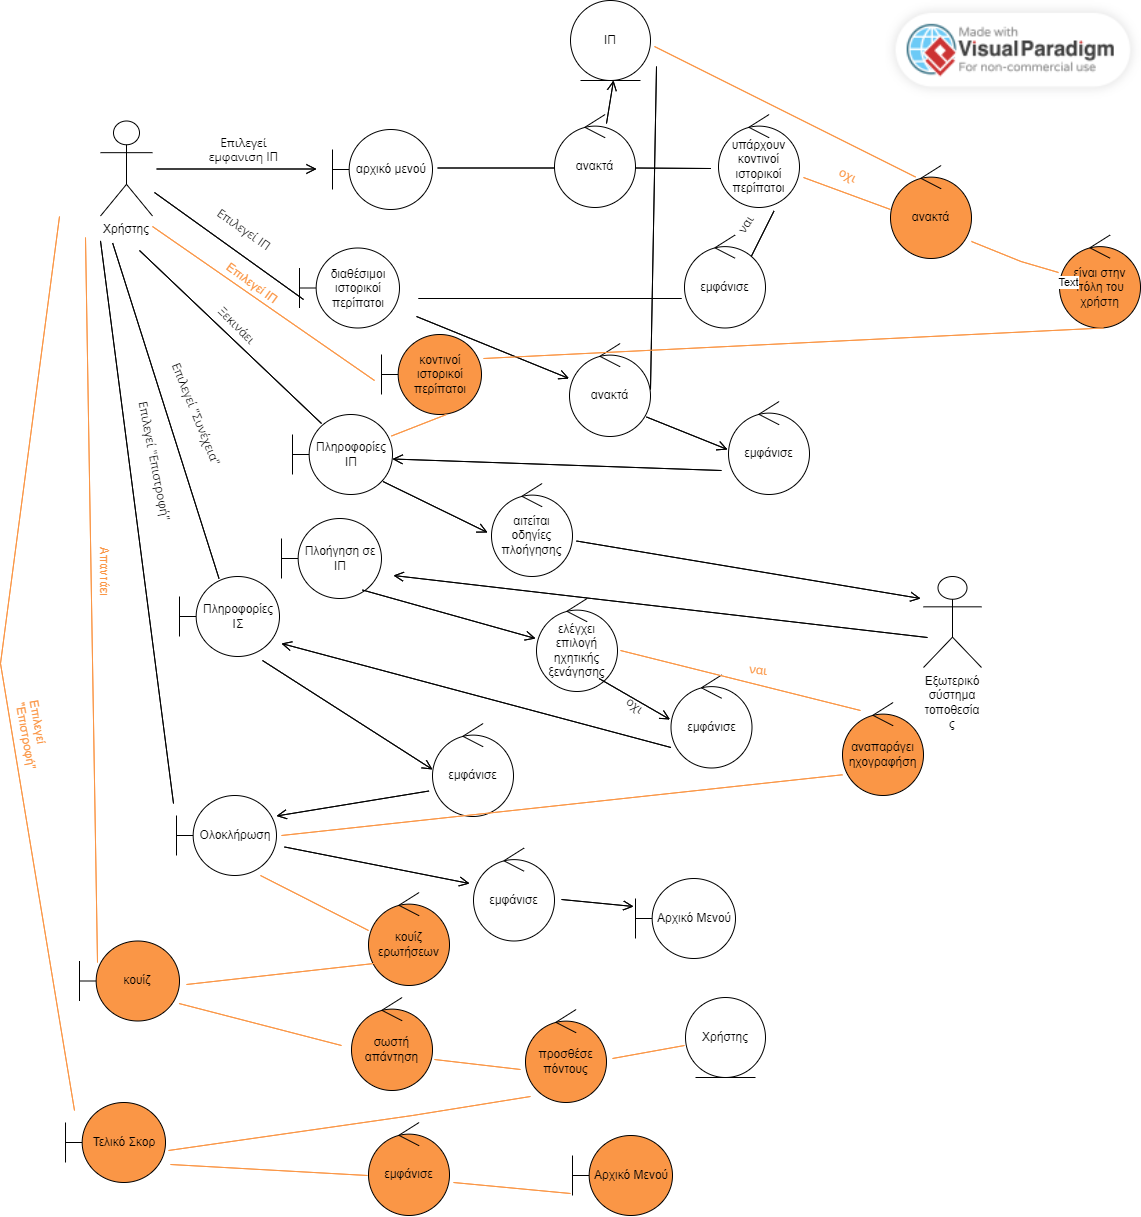 ΙΠ
Made with
Visual Paradigm
For non-commercial use
Επιλεγεί
εμφανιση ΙΠ
αρχικό μενού
ανακτά
υπάρχουν
κοντινοί
ιστορικοί
περίπατοι
οχι
ανακτά
Χρήστης
Επιλεγεί ΙΠ
ναι
Επιλεγεί ΙΠ
διαθέσιμοι
ιστορικοί
περίπατοι
εμφάνισε
είναι στην
πόλη του
χρήστη
Text
Ξεκινάει
κοντινοί
ιστορικοί
περίπατοι
ανακτά
Επιλεγεί "Συνέχεια"
Επιλεγεί "Επιστροφή"
Πληροφορίες
ΙΠ
εμφάνισε
αιτείται
οδηγίες
πλοήγησης
Απαντάει
Πλοήγηση σε
ΙΠ
Πληροφορίες
ΙΣ
ελέγχει
επιλογή
ηχητικής
ξενάγησης
ναι
Εξωτερικό
σύστημα
τοποθεσία
ς
οχι
Επιλεγεί
"Επιστροφή"
εμφάνισε
αναπαράγει
ηχογραφήση
εμφάνισε
Ολοκλήρωση
εμφάνισε
Αρχικό Μενού
κουίζ
ερωτήσεων
κουίζ
σωστή
απάντηση
προσθέσε
πόντους
Χρήστης
Τελικό Σκορ
εμφάνισε
Αρχικό Μενού